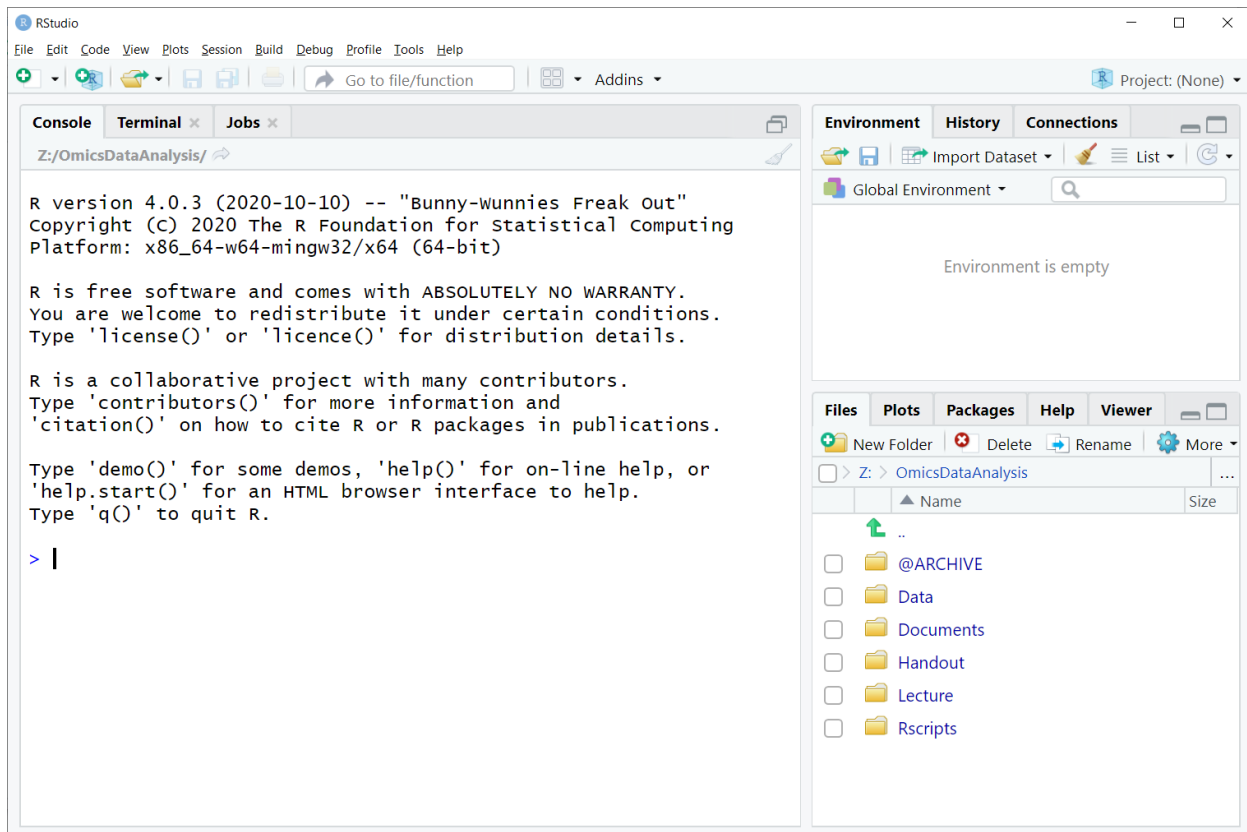 RStudio
File Edit Code View Plots Session Build Debug Profile Tools Help
Go to file/function Addins Project: (None)
Console Terminal Jobs
Z:/OmicsDataAnalysis/
R version 4.0.3 (2020-10-10) -- "Bunny-Wunnies Freak Out"
Copyright (C) 2020 The R Foundation for Statistical Computing
Platform: x86_64-w64-mingw32/x64 (64-bit)
R is free software and comes with ABSOLUTELY NO WARRANTY.
You are welcome to redistribute it under certain conditions.
Type 'license()' or 'licence()' for distribution details.
R is a collaborative project with many contributors.
Type 'contributors()' for more information and
'citation()' on how to cite R or R packages in publications.
Type 'demo()' for some demos, 'help()' for on-line help, or
'help.start()' for an HTML browser interface to help.
Type 'q()' to quit R.
>
Environment History Connections
Import Dataset List
Global Environment
Environment is empty
Files Plots Packages Help Viewer
New Folder Delete Rename More
Z: > OmicsDataAnalysis ...
Name Size
..
@ARCHIVE
Data
Documents
Handout
Lecture
Rscripts